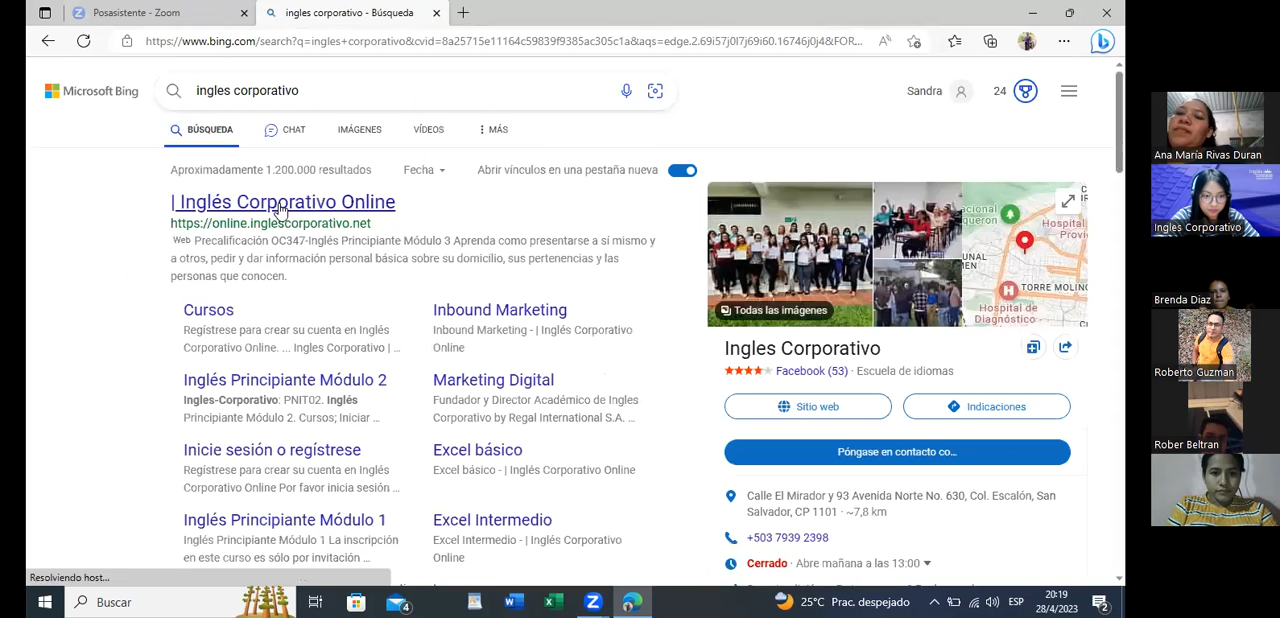 Posasistente - Zoom
ingles corporativo - Búsqueda
https://www.bing.com/search?q=ingles+corporativo&cvid=8a25715e11164c59839f9385ac305c1a&aqs=edge.2.69i57j0l7j69i60.16746j0j4&FOR...
Microsoft Bing
ingles corporativo
Sandra
24
BÚSQUEDA
CHAT
IMÁGENES
VÍDEOS
MÁS
Aproximadamente 1.200.000 resultados
Fecha
Abrir vínculos en una pestaña nueva
| Inglés Corporativo Online
https://online.inglescorporativo.net
Web Precalificación OC347-Inglés Principiante Módulo 3 Aprenda como presentarse a sí mismo y
a otros, pedir y dar información personal básica sobre su domicilio, sus pertenencias y las
personas que conocen.
Cursos
Regístrese para crear su cuenta en Inglés
Corporativo Online. ... Ingles Corporativo | ...
Inbound Marketing
Inbound Marketing - | Inglés Corporativo
Online
Inglés Principiante Módulo 2
Ingles-Corporativo: PNIT02. Inglés
Principiante Módulo 2. Cursos; Iniciar ...
Marketing Digital
Fundador y Director Académico de Ingles
Corporativo by Regal International S.A. ...
Inicie sesión o regístrese
Regístrese para crear su cuenta en Inglés
Corporativo Online Por favor inicia sesión ...
Excel básico
Excel básico - | Inglés Corporativo Online
Inglés Principiante Módulo 1
Inglés Principiante Módulo 1 La inscripción
en este curso es sólo por invitación ...
Excel Intermedio
Excel Intermedio - | Inglés Corporativo
Online
Todas las imágenes
Nacional
Hospital
TORRE MOLINO
Hospital de
Diagnóstico
Ingles Corporativo
Facebook (53) · Escuela de idiomas
Sitio web
Indicaciones
Póngase en contacto co...
Calle El Mirador y 93 Avenida Norte No. 630, Col. Escalón, San
Salvador, CP 1101 · ~7,8 km
+503 7939 2398
Cerrado · Abre mañana a las 13:00
Resolviendo host...
Buscar
4
25°C Prac. despejado
ESP
20:19
28/4/2023
2
Ana María Rivas Duran
Ingles Corporativo
Brenda Diaz
Roberto Guzman
Rober Beltran